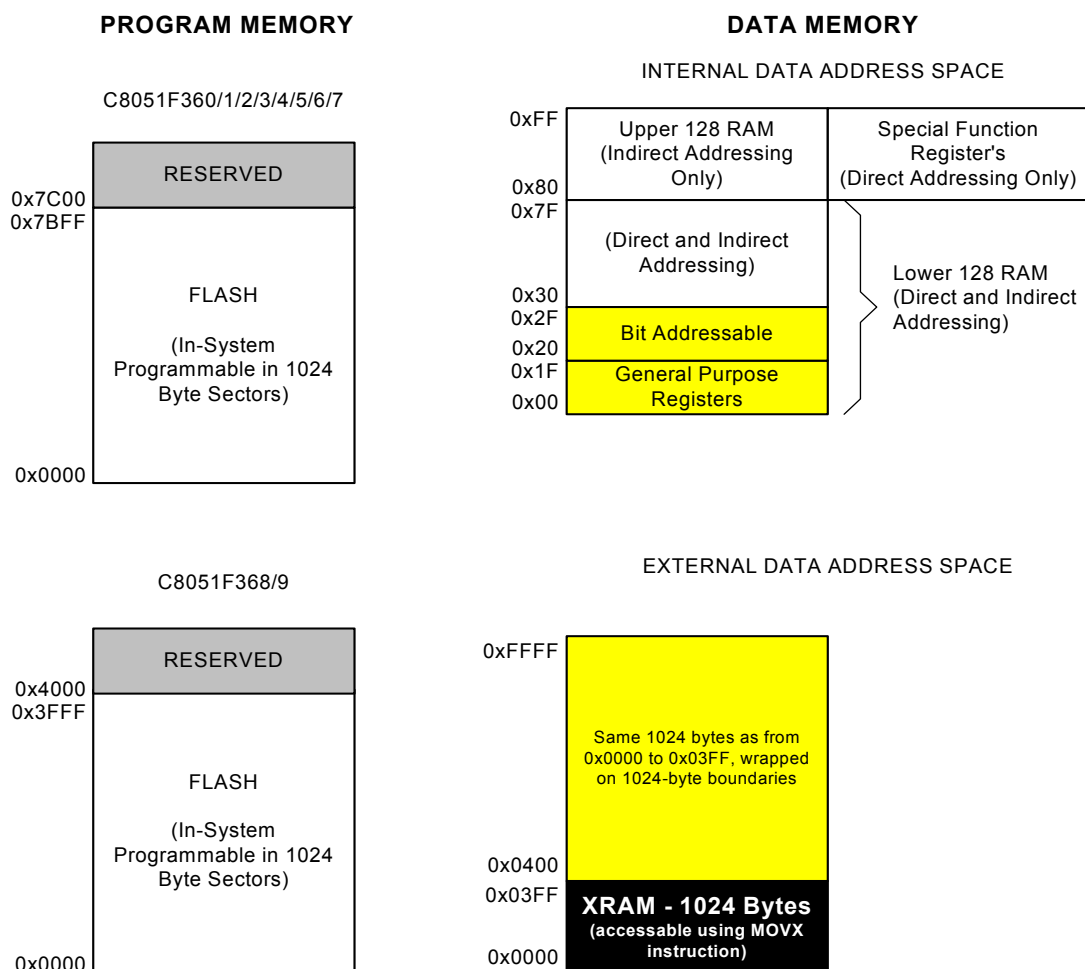 PROGRAM MEMORY
C8051F360/1/2/3/4/5/6/7
RESERVED
0x7C00
0x7BFF
FLASH
(In-System
Programmable in 1024
Byte Sectors)
0x0000
C8051F368/9
RESERVED
0x4000
0x3FFF
FLASH
(In-System
Programmable in 1024
Byte Sectors)
0x0000
DATA MEMORY
INTERNAL DATA ADDRESS SPACE
0xFF
Upper 128 RAM
(Indirect Addressing
Only)
0x80
Special Function
Register's
(Direct Addressing Only)
0x7F
(Direct and Indirect
Addressing)
0x30
Lower 128 RAM
(Direct and Indirect
Addressing)
0x2F
Bit Addressable
0x20
0x1F
General Purpose
Registers
0x00
EXTERNAL DATA ADDRESS SPACE
0xFFFF
Same 1024 bytes as from
0x0000 to 0x03FF, wrapped
on 1024-byte boundaries
0x0400
0x03FF
XRAM - 1024 Bytes
(accessable using MOVX
instruction)
0x0000